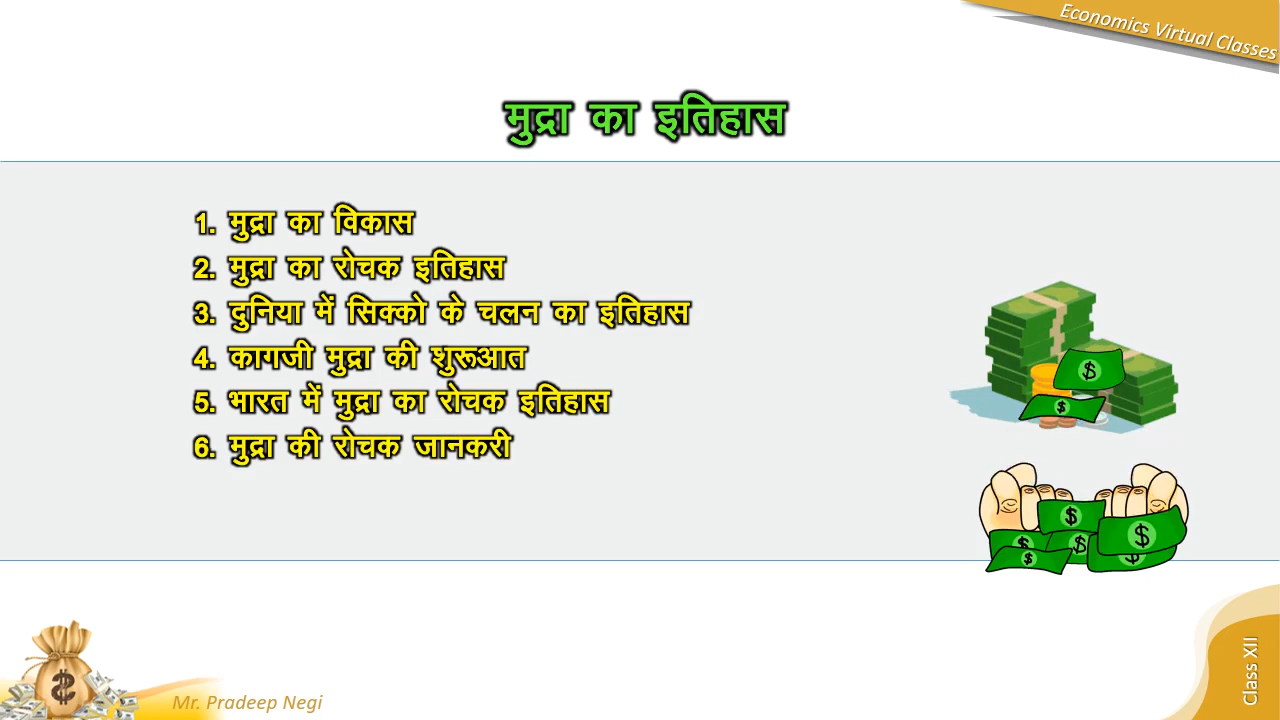 Economics Virtual Classes
मुद्रा का इतिहास
1. मुद्रा का विकास
2. मुद्रा का रोचक इतिहास
3. दुनिया में सिक्को के चलन का इतिहास
4. कागजी मुद्रा की शुरूआत
5. भारत में मुद्रा का रोचक इतिहास
6. मुद्रा की रोचक जानकरी
Mr. Pradeep Negi
Class XII